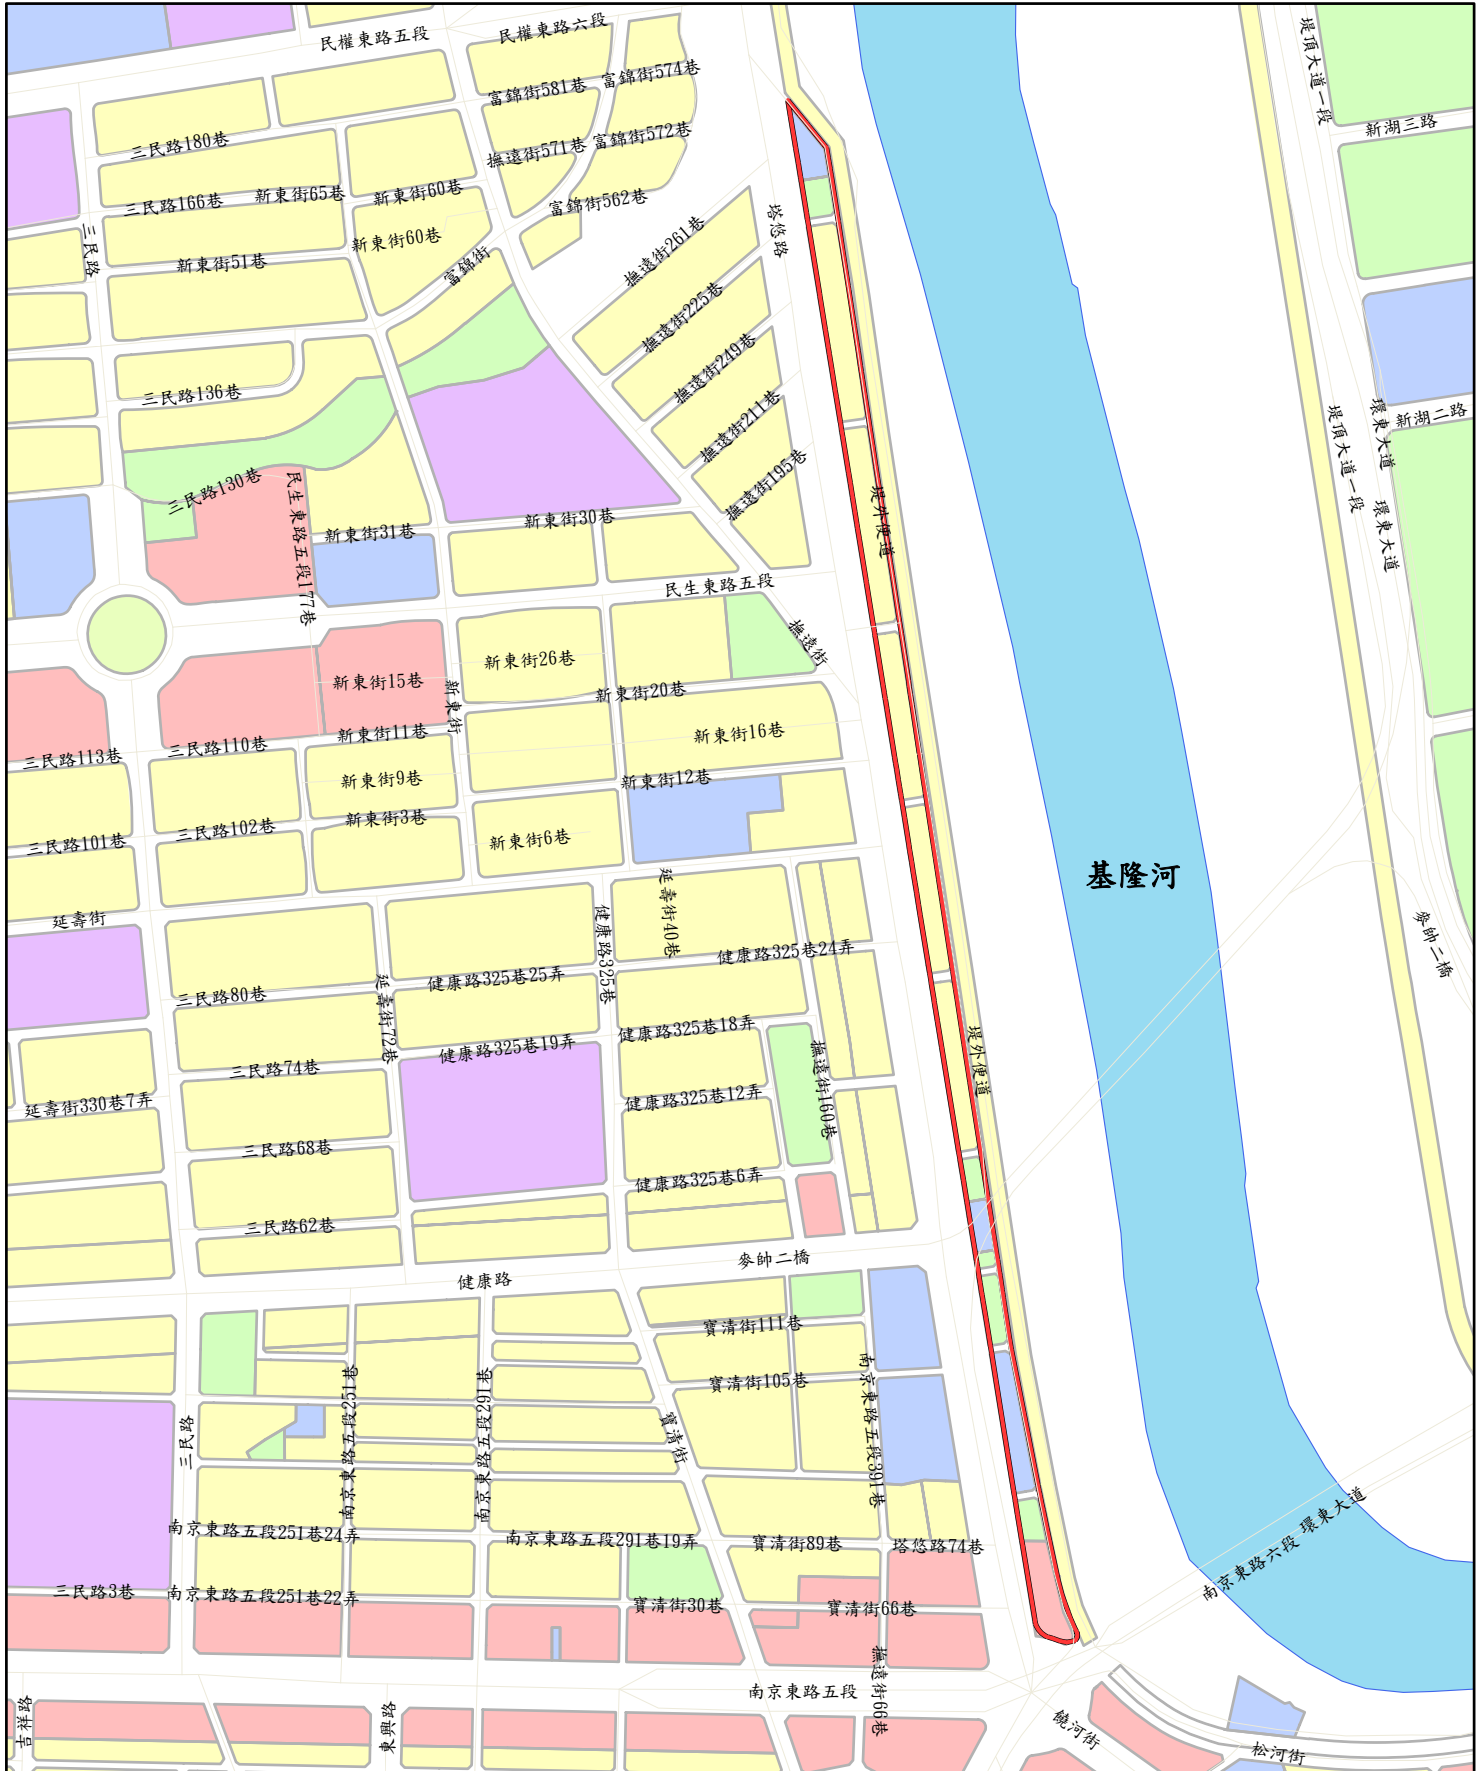 民權東路五段
民權東路六段
堤頂大道一段
富錦街574巷
富錦街581巷
新湖三路
三民路180巷
撫遠街571巷
富錦街572巷
三民路166巷
新東街65巷
新東街60巷
富錦街562巷
塔悠路
三民路
新東街60巷
撫遠街261巷
新東街51巷
富錦街
撫遠街225巷
撫遠街249巷
三民路136巷
撫遠街211巷
環東大道
新湖二路
堤頂大道一段
三民路130巷
民生東路五段177巷
撫遠街195巷
新東街31巷
新東街30巷
堤外便道
環東大道
民生東路五段
撫遠街
新東街26巷
新東街15巷
新東街20巷
新東街
新東街11巷
新東街16巷
三民路113巷
三民路110巷
新東街9巷
新東街12巷
三民路101巷
三民路102巷
新東街3巷
新東街6巷
基隆河
延壽街
延壽街40巷
健康路325巷
健康路325巷24弄
麥帥二橋
三民路80巷
延壽街72巷
健康路325巷25弄
健康路325巷18弄
健康路325巷19弄
堤外便道
撫遠街160巷
三民路74巷
延壽街330巷7弄
健康路325巷12弄
三民路68巷
健康路325巷6弄
三民路62巷
麥帥二橋
健康路
寶清街111巷
南京東路五段251巷
南京東路五段291巷
寶清街105巷
南京東路五段391巷
三民路
寶清街
南京東路五段251巷24弄
南京東路五段291巷19弄
寶清街89巷
塔悠路74巷
南京東路六段
環東大道
三民路3巷
南京東路五段251巷22弄
寶清街30巷
寶清街66巷
撫遠街66巷
南京東路五段
吉祥路
東興路
饒河街
松河街